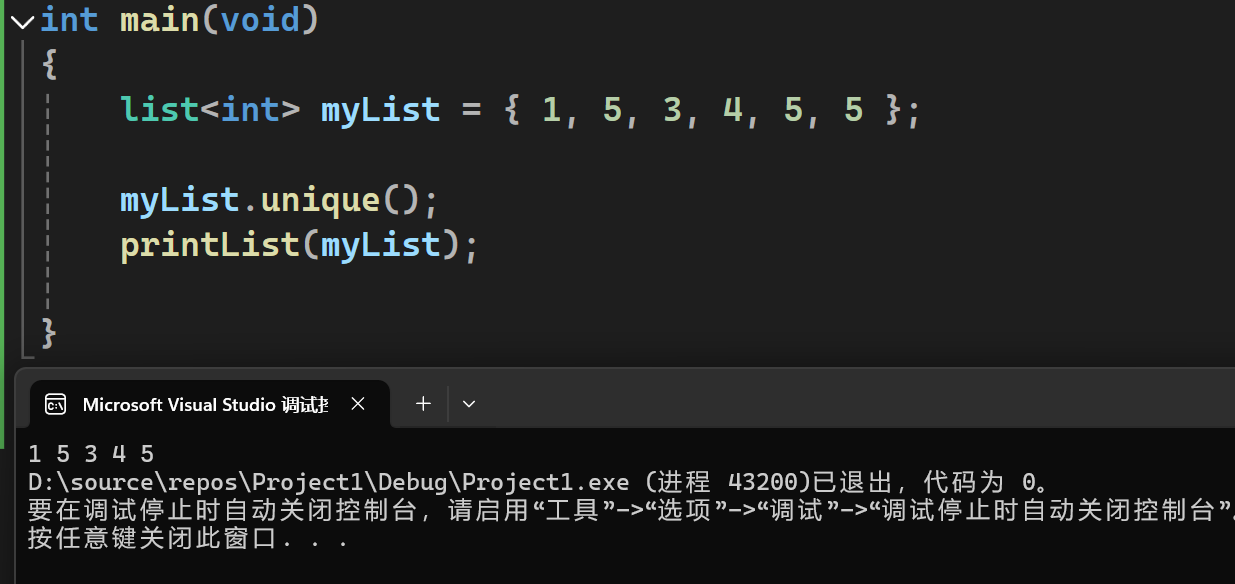 int main(void)
{
list<int> myList = { 1, 5, 3, 4, 5, 5 };
myList.unique();
printList(myList);
}
Microsoft Visual Studio 调试
1 5 3 4 5
D:\source\repos\Project1\Debug\Project1.exe (进程 43200)已退出，代码为 0。
要在调试停止时自动关闭控制台，请启用“工具”->“选项”->“调试”->“调试停止时自动关闭控制台”。
按任意键关闭此窗口. . .